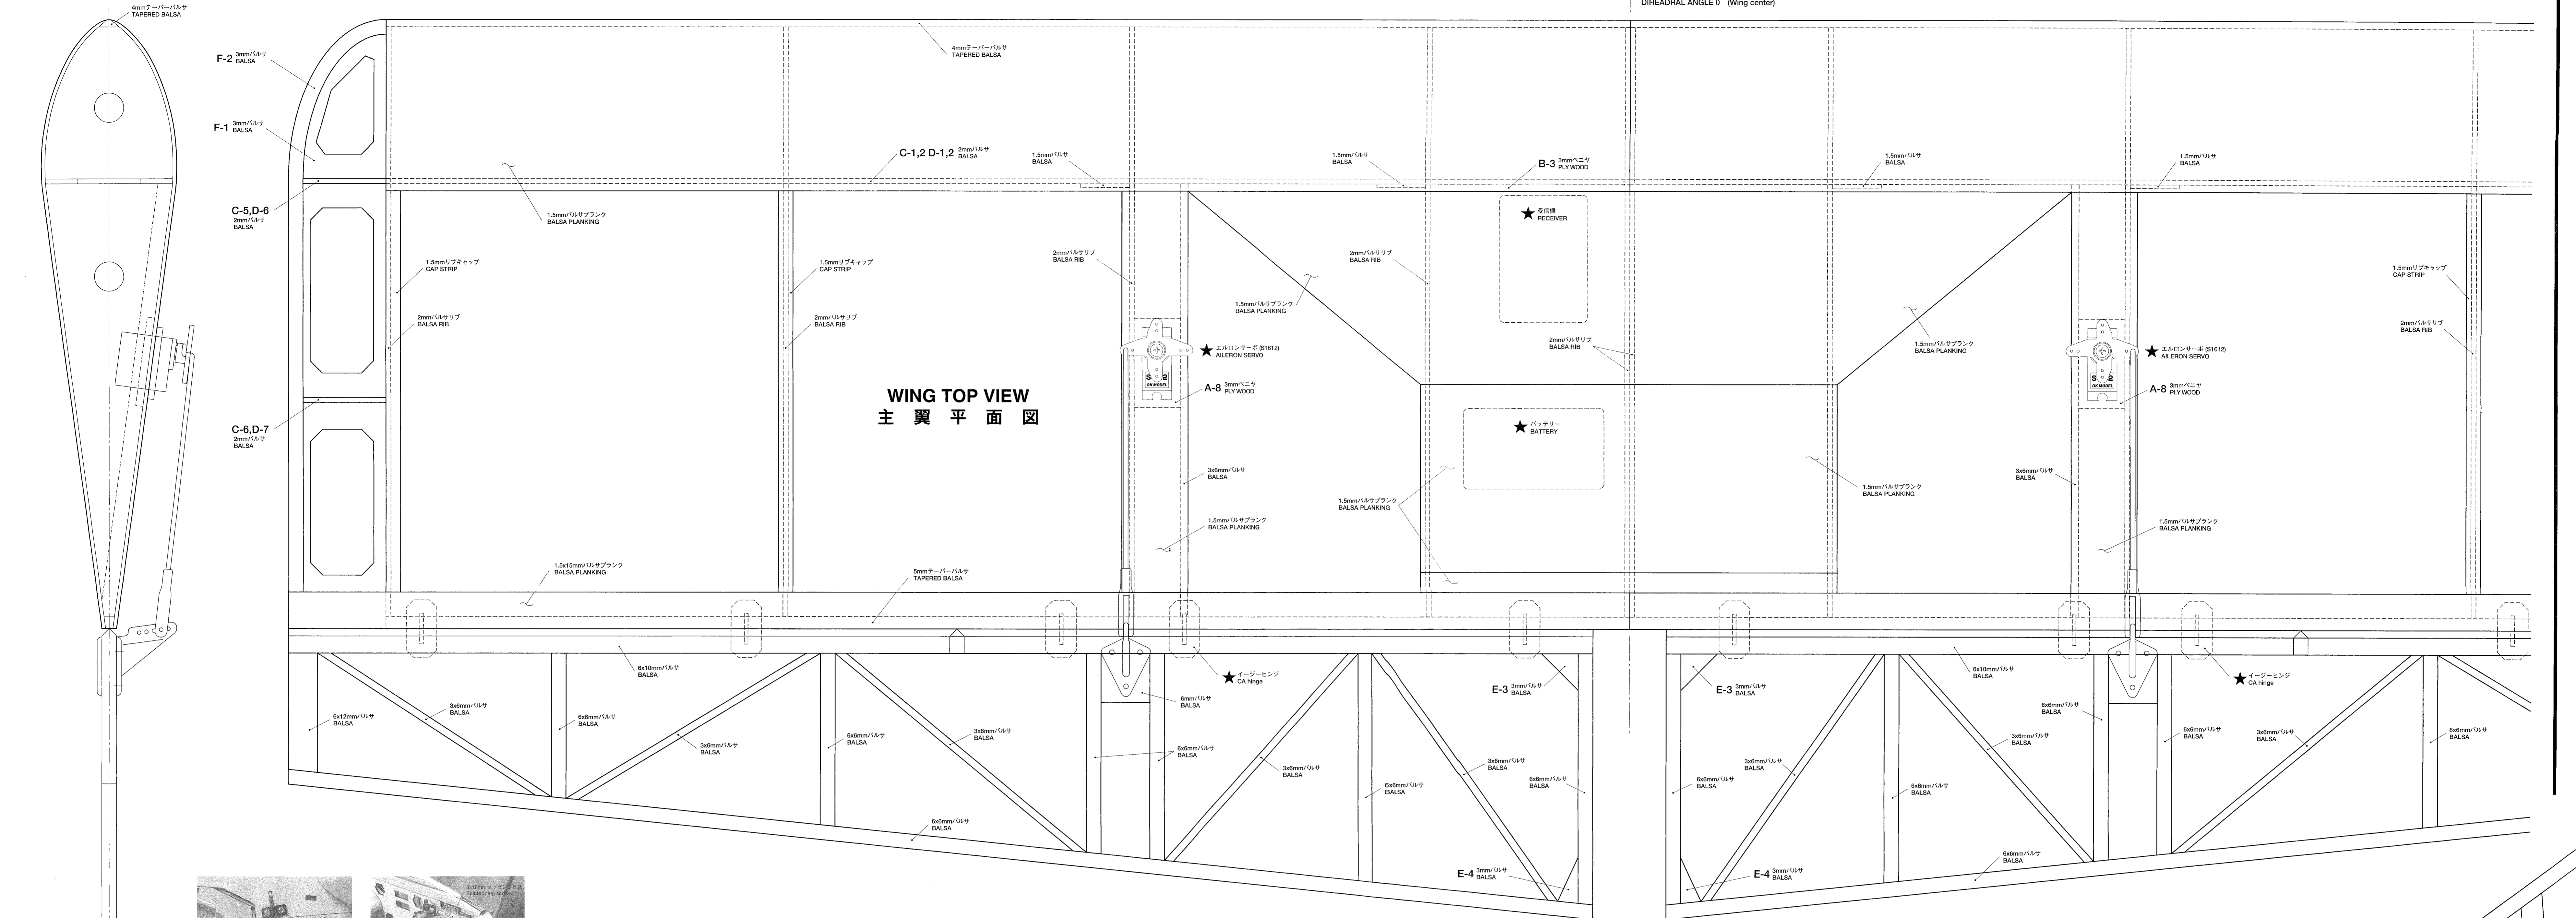 4mmテーパーバルサ
TAPERED BALSA
DIHEADRAL ANGLE 0 (Wing center)
F-2 3mmバルサ
BALSA
4mmテーパーバルサ
TAPERED BALSA
F-1 3mmバルサ
BALSA
C-1,2 D-1,2 2mmバルサ
BALSA
1.5mmバルサ
BALSA
1.5mmバルサ
BALSA
B-3 3mmベニヤ
PLY WOOD
1.5mmバルサ
BALSA
1.5mmバルサ
BALSA
C-5,D-6
2mmバルサ
BALSA
1.5mmバルサプランク
BALSA PLANKING
★ 受信機
RECEIVER
1.5mmリブキャップ
CAP STRIP
1.5mmリブキャップ
CAP STRIP
2mmバルサリブ
BALSA RIB
2mmバルサリブ
BALSA RIB
1.5mmリブキャップ
CAP STRIP
1.5mmバルサプランク
BALSA PLANKING
2mmバルサリブ
BALSA RIB
2mmバルサリブ
BALSA RIB
2mmバルサリブ
BALSA RIB
★ エルロンサーボ (S1612)
AILERON SERVO
2mmバルサリブ
BALSA RIB
1.5mmバルサプランク
BALSA PLANKING
★ エルロンサーボ (S1612)
AILERON SERVO
S 2
OK MODEL
S 2
OK MODEL
A-8 3mmベニヤ
PLY WOOD
A-8 3mmベニヤ
PLY WOOD
WING TOP VIEW
主翼平面図
C-6,D-7
2mmバルサ
BALSA
★ バッテリー
BATTERY
3x6mmバルサ
BALSA
3x6mmバルサ
BALSA
1.5mmバルサプランク
BALSA PLANKING
1.5mmバルサプランク
BALSA PLANKING
1.5mmバルサプランク
BALSA PLANKING
1.5mmバルサプランク
BALSA PLANKING
1.5x15mmバルサプランク
BALSA PLANKING
5mmテーパーバルサ
TAPERED BALSA
6x10mmバルサ
BALSA
★ イージーヒンジ
CA hinge
6x10mmバルサ
BALSA
★ イージーヒンジ
CA hinge
E-3 3mmバルサ
BALSA
E-3 3mmバルサ
BALSA
6mmバルサ
BALSA
6x12mmバルサ
BALSA
3x6mmバルサ
BALSA
6x6mmバルサ
BALSA
3x6mmバルサ
BALSA
6x6mmバルサ
BALSA
3x6mmバルサ
BALSA
6x6mmバルサ
BALSA
3x6mmバルサ
BALSA
6x6mmバルサ
BALSA
3x6mmバルサ
BALSA
6x6mmバルサ
BALSA
6x6mmバルサ
BALSA
3x6mmバルサ
BALSA
6x6mmバルサ
BALSA
3x6mmバルサ
BALSA
6x6mmバルサ
BALSA
6x6mmバルサ
BALSA
3x6mmバルサ
BALSA
6x6mmバルサ
BALSA
6x6mmバルサ
BALSA
6x6mmバルサ
BALSA
E-4 3mmバルサ
BALSA
E-4 3mmバルサ
BALSA
3x16mmタッピングビス
Self tapping screw